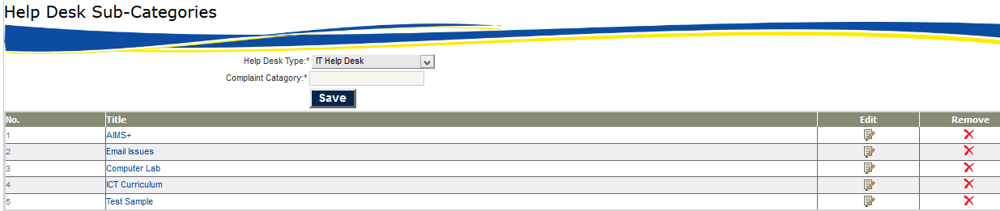 Help Desk Sub-Categories
Help Desk Type:* IT Help Desk
Complaint Catagory:*
Save
No. Title Edit Remove
1 AIMS+
2 Email Issues
3 Computer Lab
4 ICT Curriculum
5 Test Sample